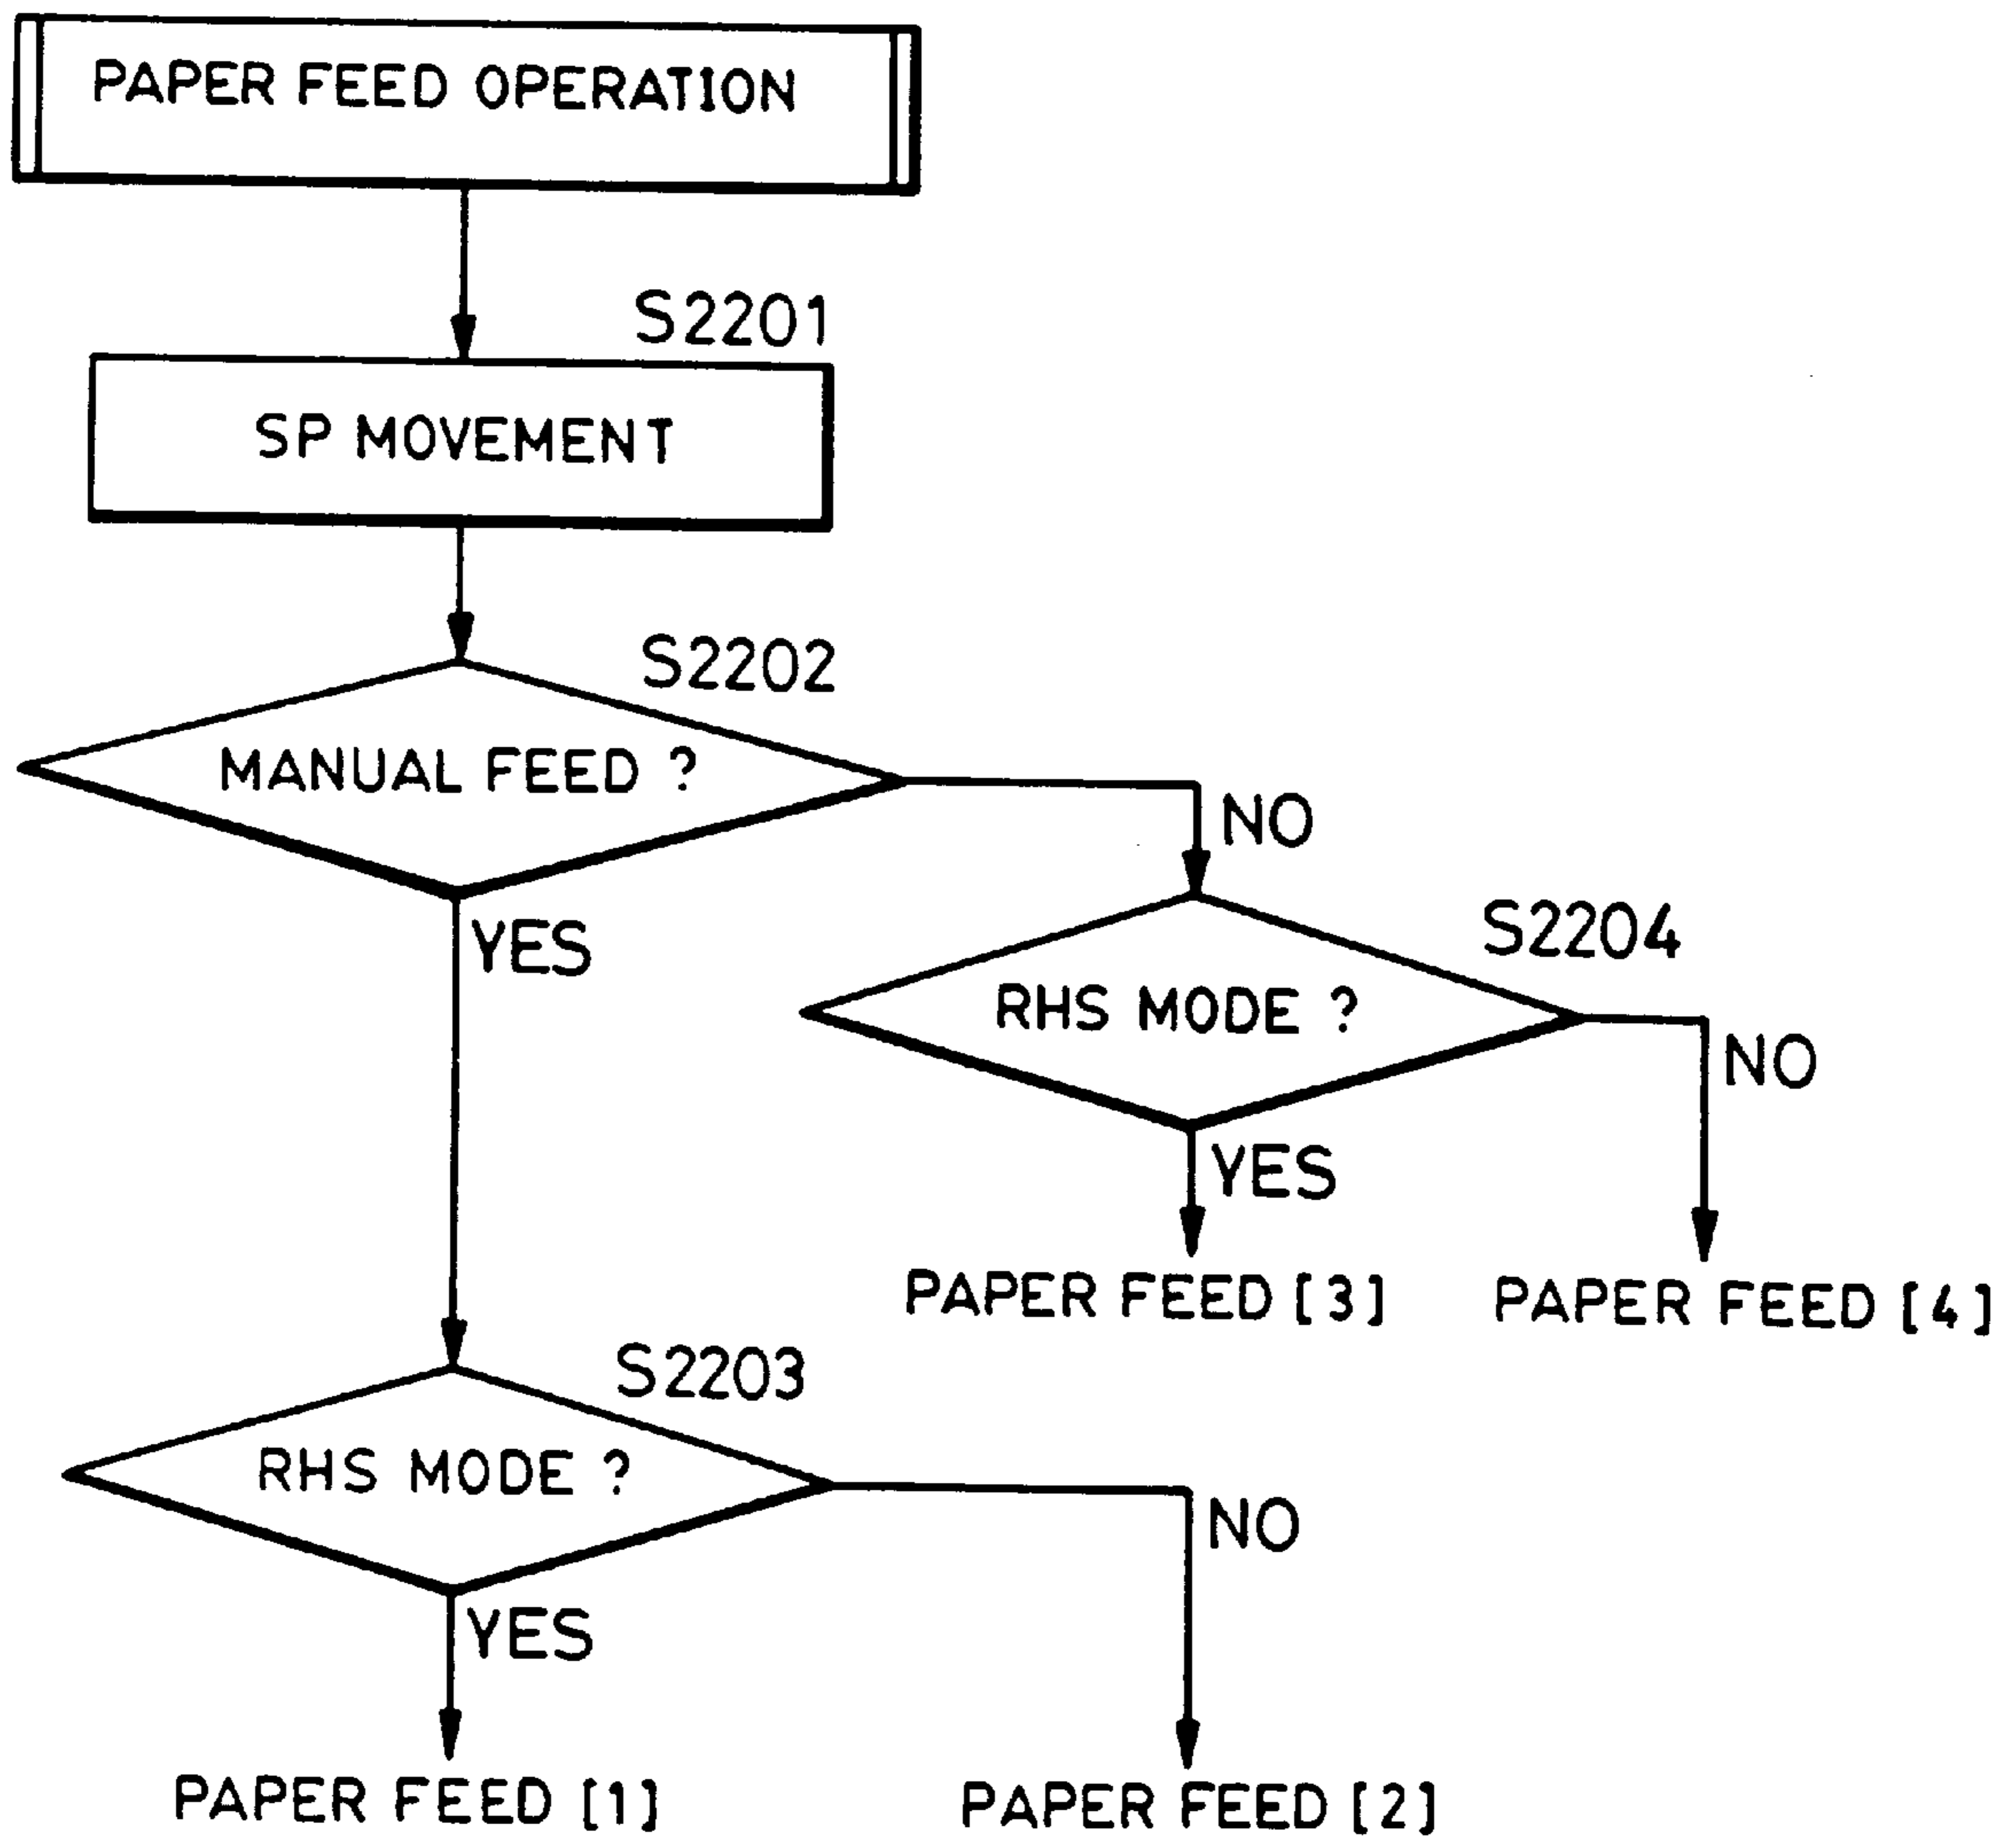 PAPER FEED OPERATION
S2201
SP MOVEMENT
S2202
MANUAL FEED ?
NO
YES
S2204
RHS MODE ?
NO
YES
PAPER FEED [3]
PAPER FEED [4]
S2203
RHS MODE ?
NO
YES
PAPER FEED [1]
PAPER FEED [2]